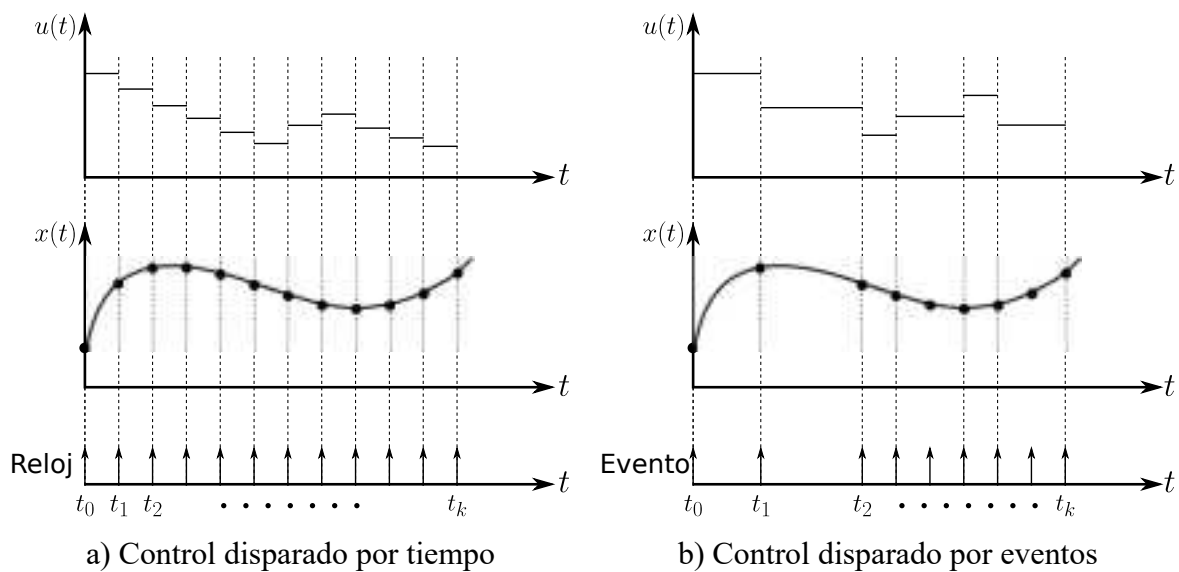 u(t)
t
x(t)
t
Reloj
t
t₀ t₁ t₂ . . . . . . . tₖ
a) Control disparado por tiempo
u(t)
t
x(t)
t
Evento
t
t₀ t₁ t₂ . . . . . . . tₖ
b) Control disparado por eventos